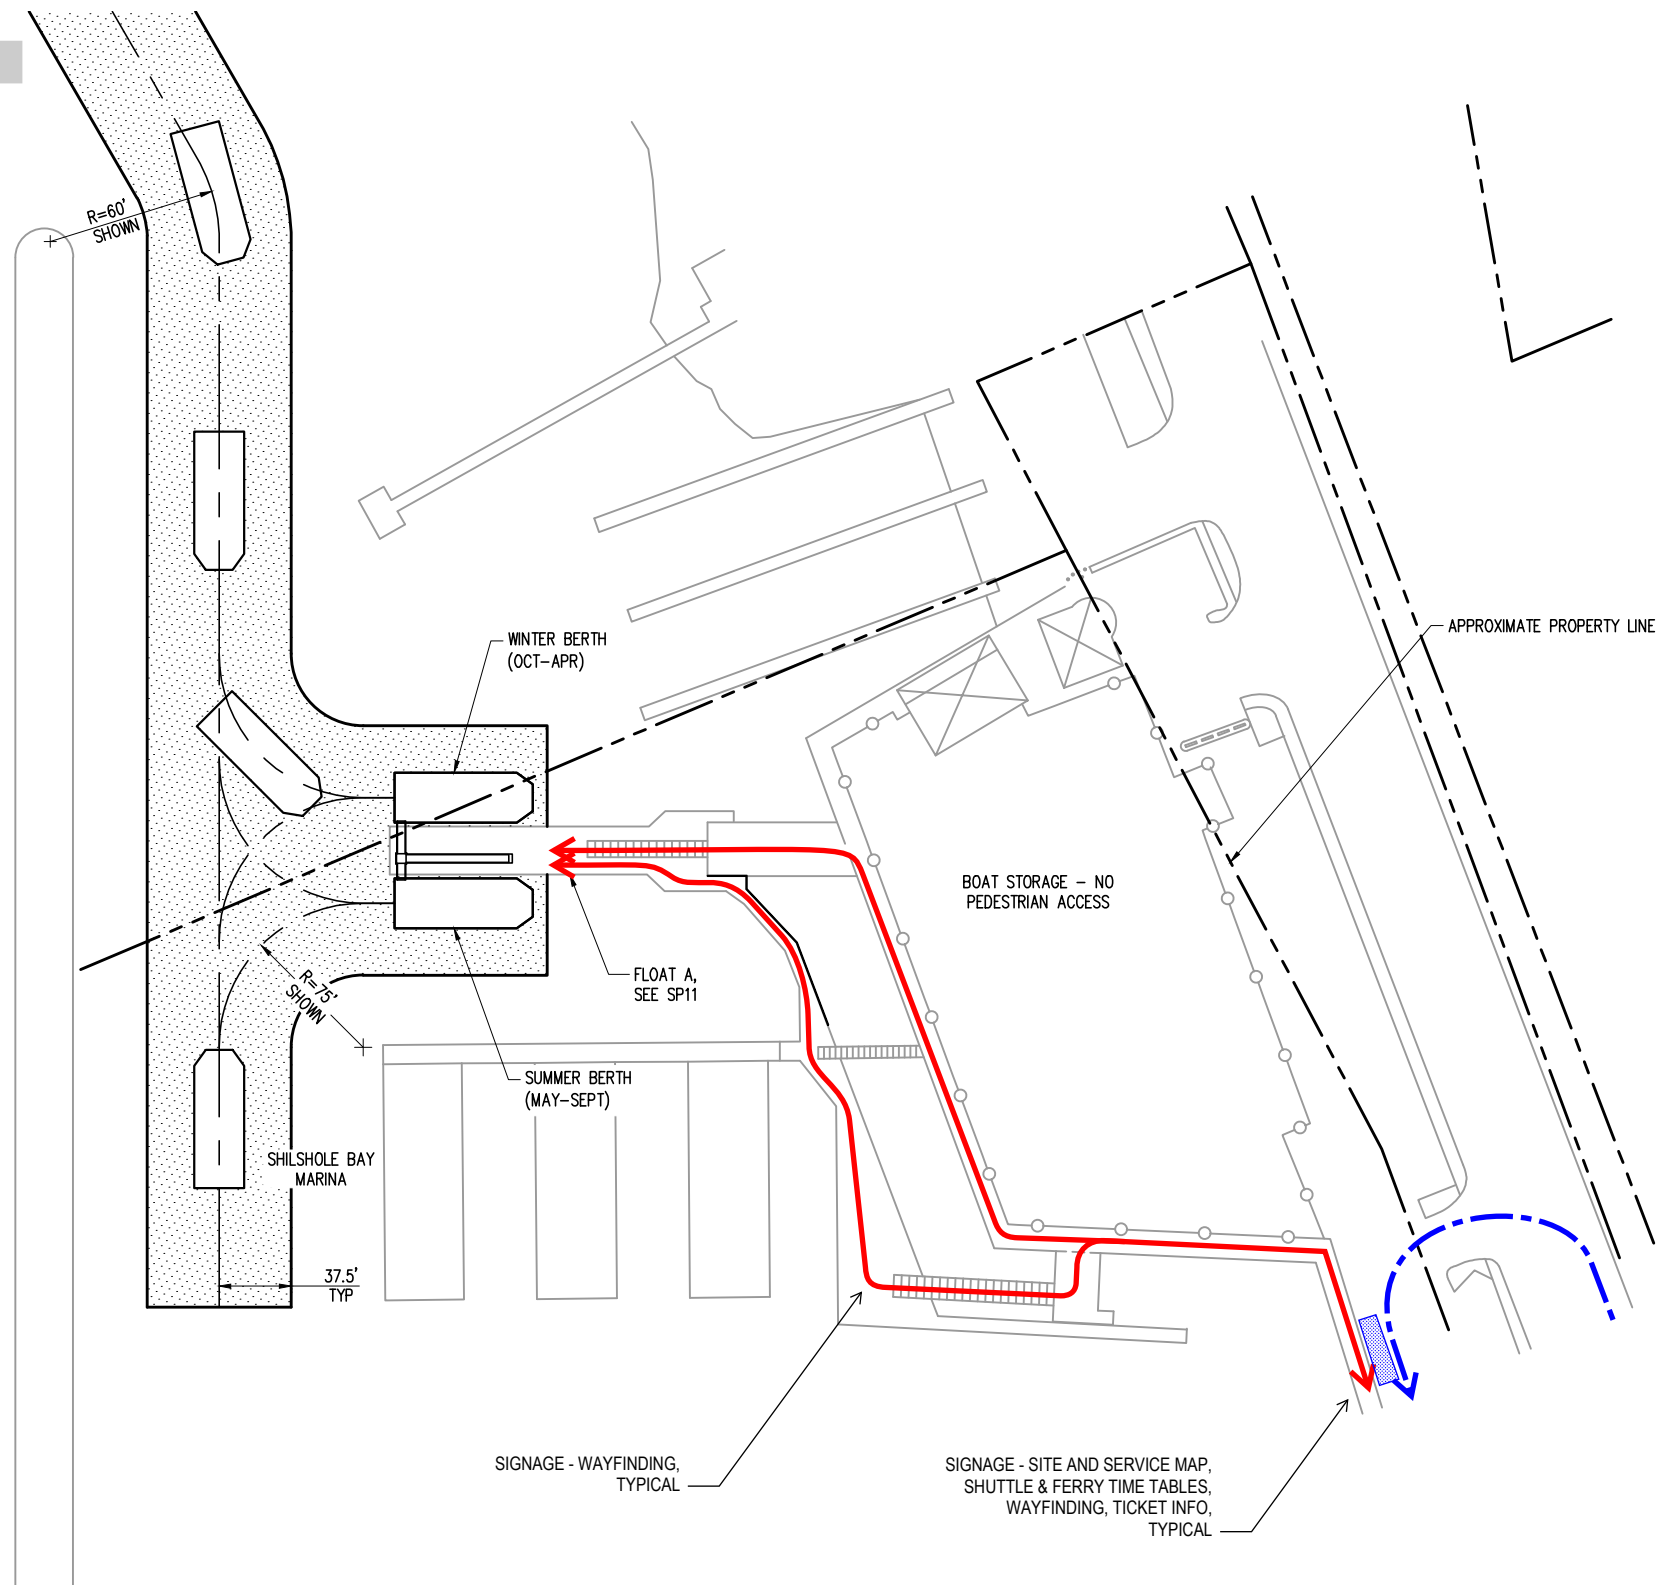 R=60'
SHOWN
WINTER BERTH
(OCT-APR)
APPROXIMATE PROPERTY LINE
BOAT STORAGE - NO
PEDESTRIAN ACCESS
FLOAT A,
SEE SP11
R=75'
SHOWN
SUMMER BERTH
(MAY-SEPT)
SHILSHOLE BAY
MARINA
37.5'
TYP
SIGNAGE - WAYFINDING,
TYPICAL
SIGNAGE - SITE AND SERVICE MAP,
SHUTTLE & FERRY TIME TABLES,
WAYFINDING, TICKET INFO,
TYPICAL